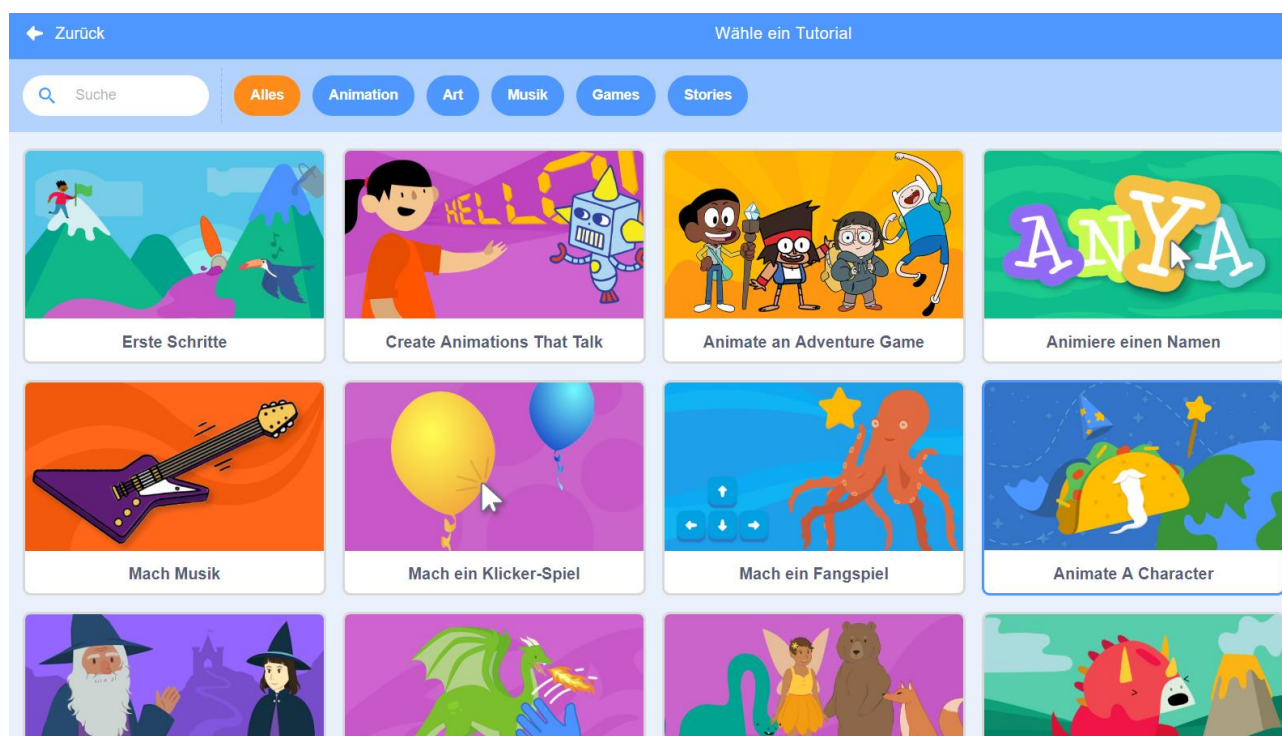 Zurück
Wähle ein Tutorial
Suche
Alles
Animation
Art
Musik
Games
Stories
HELLO
Erste Schritte
Create Animations That Talk
Animate an Adventure Game
ANYA
Animiere einen Namen
Mach Musik
Mach ein Klicker-Spiel
Mach ein Fangspiel
Animate A Character